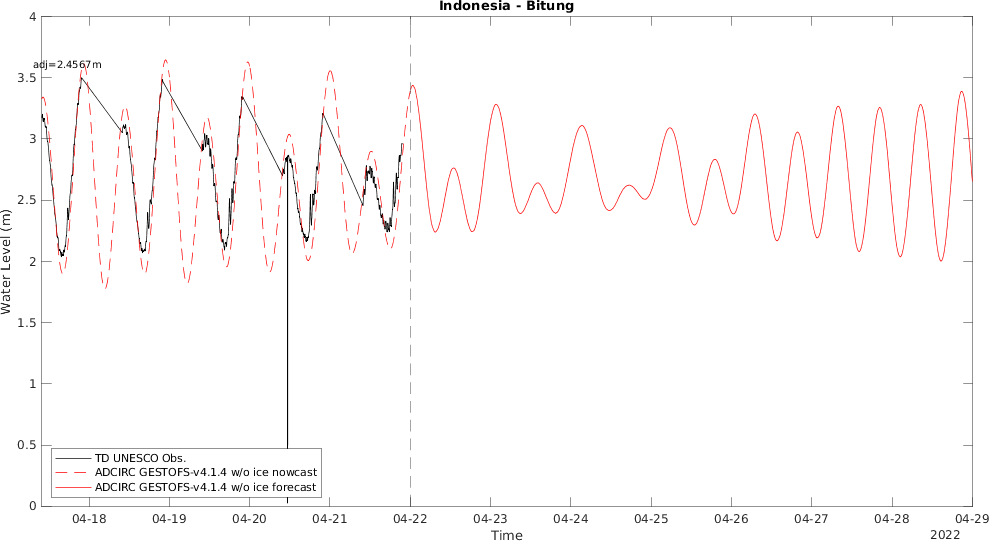 Indonesia - Bitung
4
3.5
3
2.5
2
1.5
1
0.5
0
Water Level (m)
adj=2.4567m
TD UNESCO Obs.
ADCIRC GESTOFS-v4.1.4 w/o ice nowcast
ADCIRC GESTOFS-v4.1.4 w/o ice forecast
04-18 04-19 04-20 04-21 04-22 04-23 04-24 04-25 04-26 04-27 04-28 04-29
Time
2022